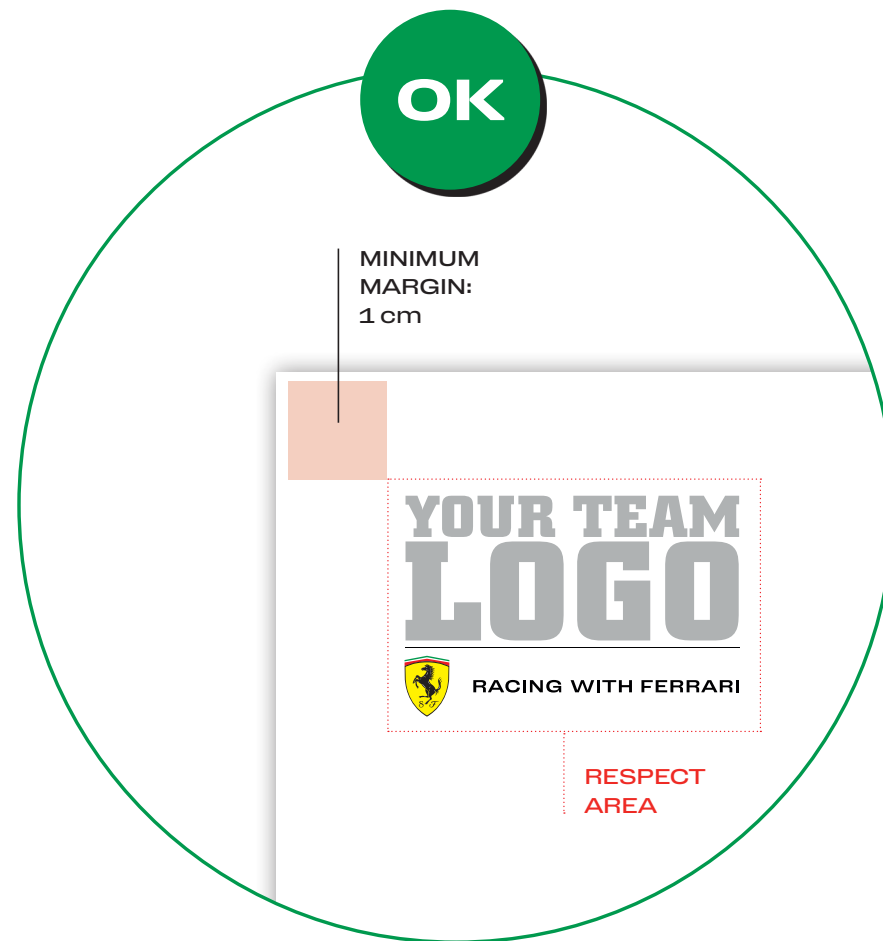 OK
MINIMUM
MARGIN:
1 cm
YOUR TEAM
LOGO
S F
RACING WITH FERRARI
RESPECT
AREA